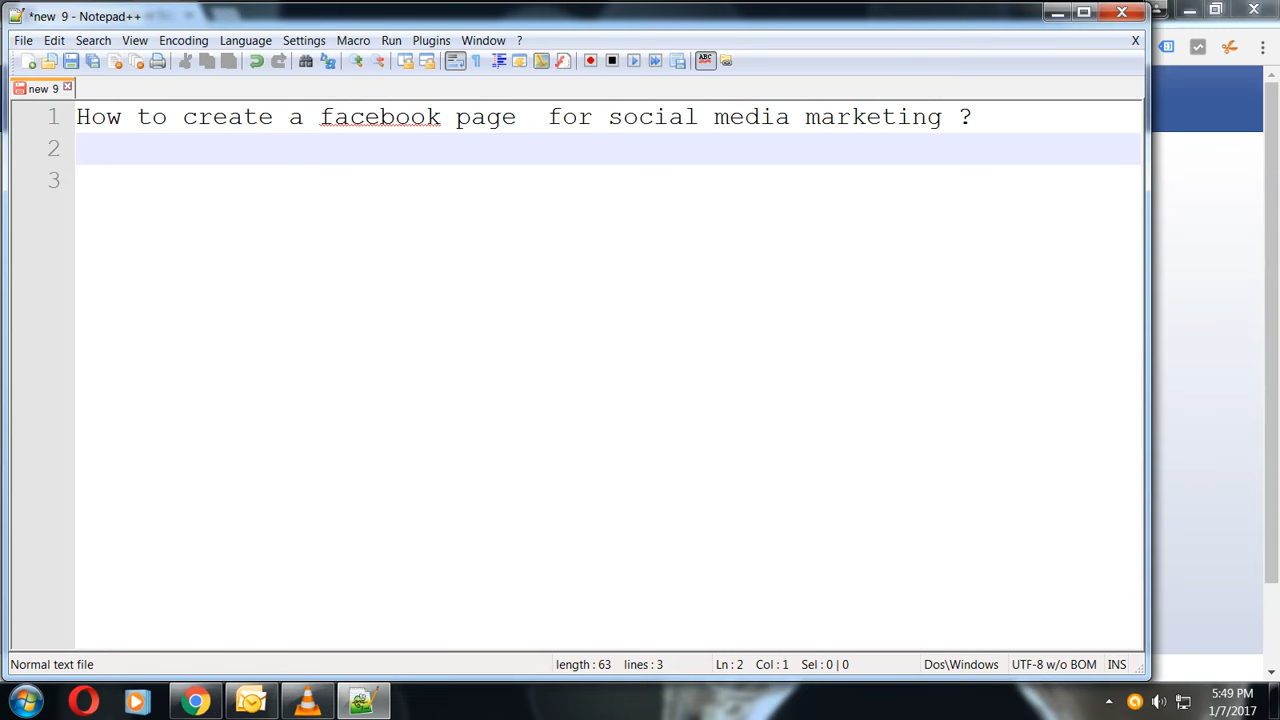 *new 9 - Notepad++
File Edit Search View Encoding Language Settings Macro Run Plugins Window ? X
new 9
1 How to create a facebook page  for social media marketing ?
2
3
Normal text file length : 63 lines : 3 Ln : 2 Col : 1 Sel : 0 | 0 Dos\Windows UTF-8 w/o BOM INS
5:49 PM
1/7/2017